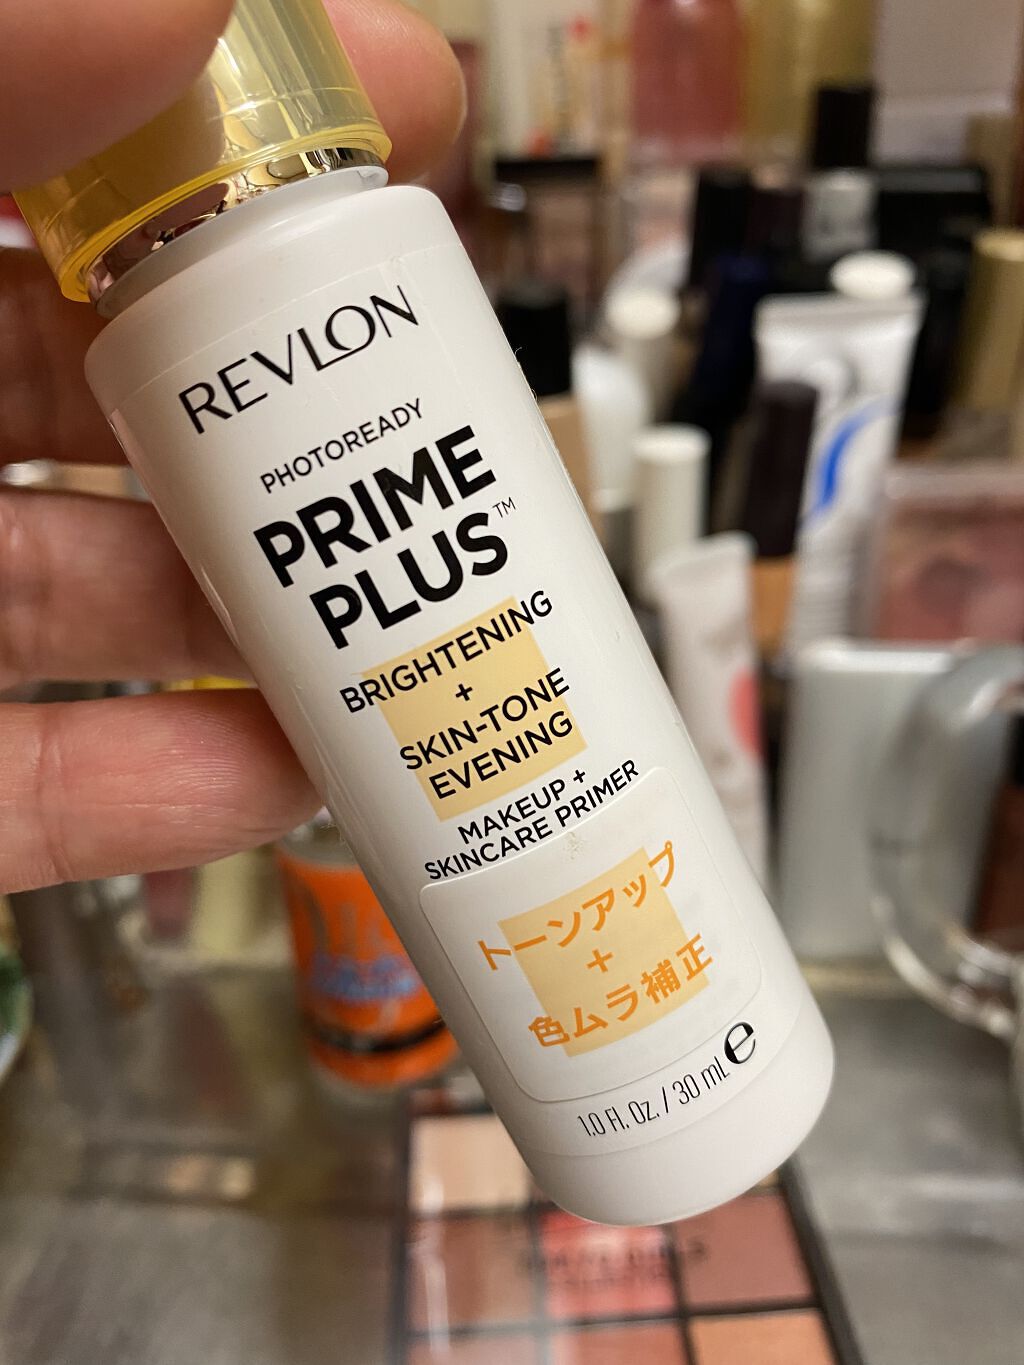 REVLON
PHOTOREADY
PRIME
PLUS™
BRIGHTENING
+
SKIN-TONE
EVENING
MAKEUP +
SKINCARE PRIMER
トーンアップ
+
色ムラ補正
1.0 Fl. Oz. / 30 mL ℮